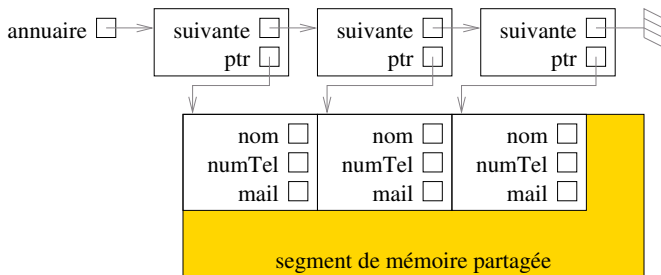 annuaire suivante suivante suivante
ptr ptr ptr
nom nom nom
numTel numTel numTel
mail mail mail
segment de mémoire partagée